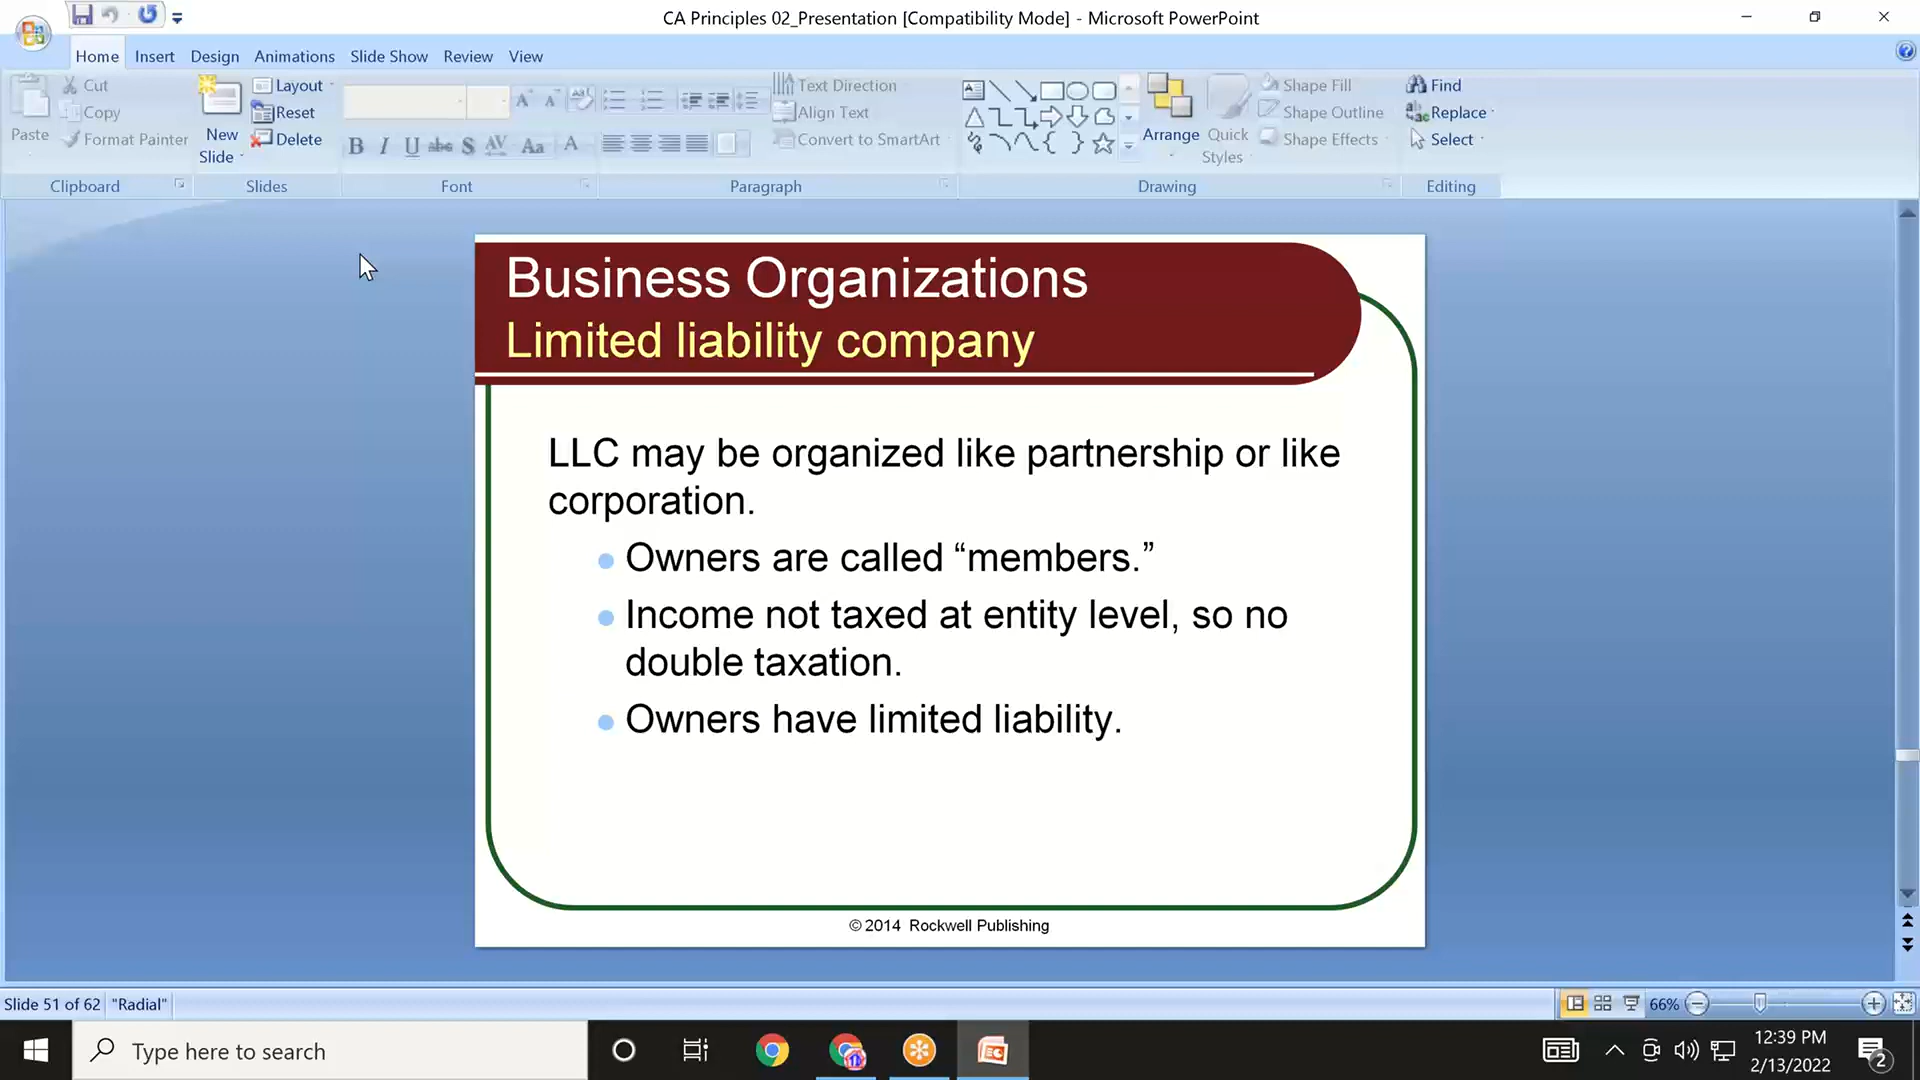 CA Principles 02_Presentation [Compatibility Mode] - Microsoft PowerPoint
Home Insert Design Animations Slide Show Review View
Paste
Cut
Copy
Format Painter
Clipboard
New
Slide
Layout
Reset
Delete
Slides
B I U abc S AV Aa A
Font
Text Direction
Align Text
Convert to SmartArt
Paragraph
Arrange
Quick
Styles
Shape Fill
Shape Outline
Shape Effects
Drawing
Find
Replace
Select
Editing
Business Organizations
Limited liability company
LLC may be organized like partnership or like
corporation.
Owners are called “members.”
Income not taxed at entity level, so no
double taxation.
Owners have limited liability.
© 2014 Rockwell Publishing
Slide 51 of 62 "Radial" 66%
Type here to search
12:39 PM
2/13/2022
2